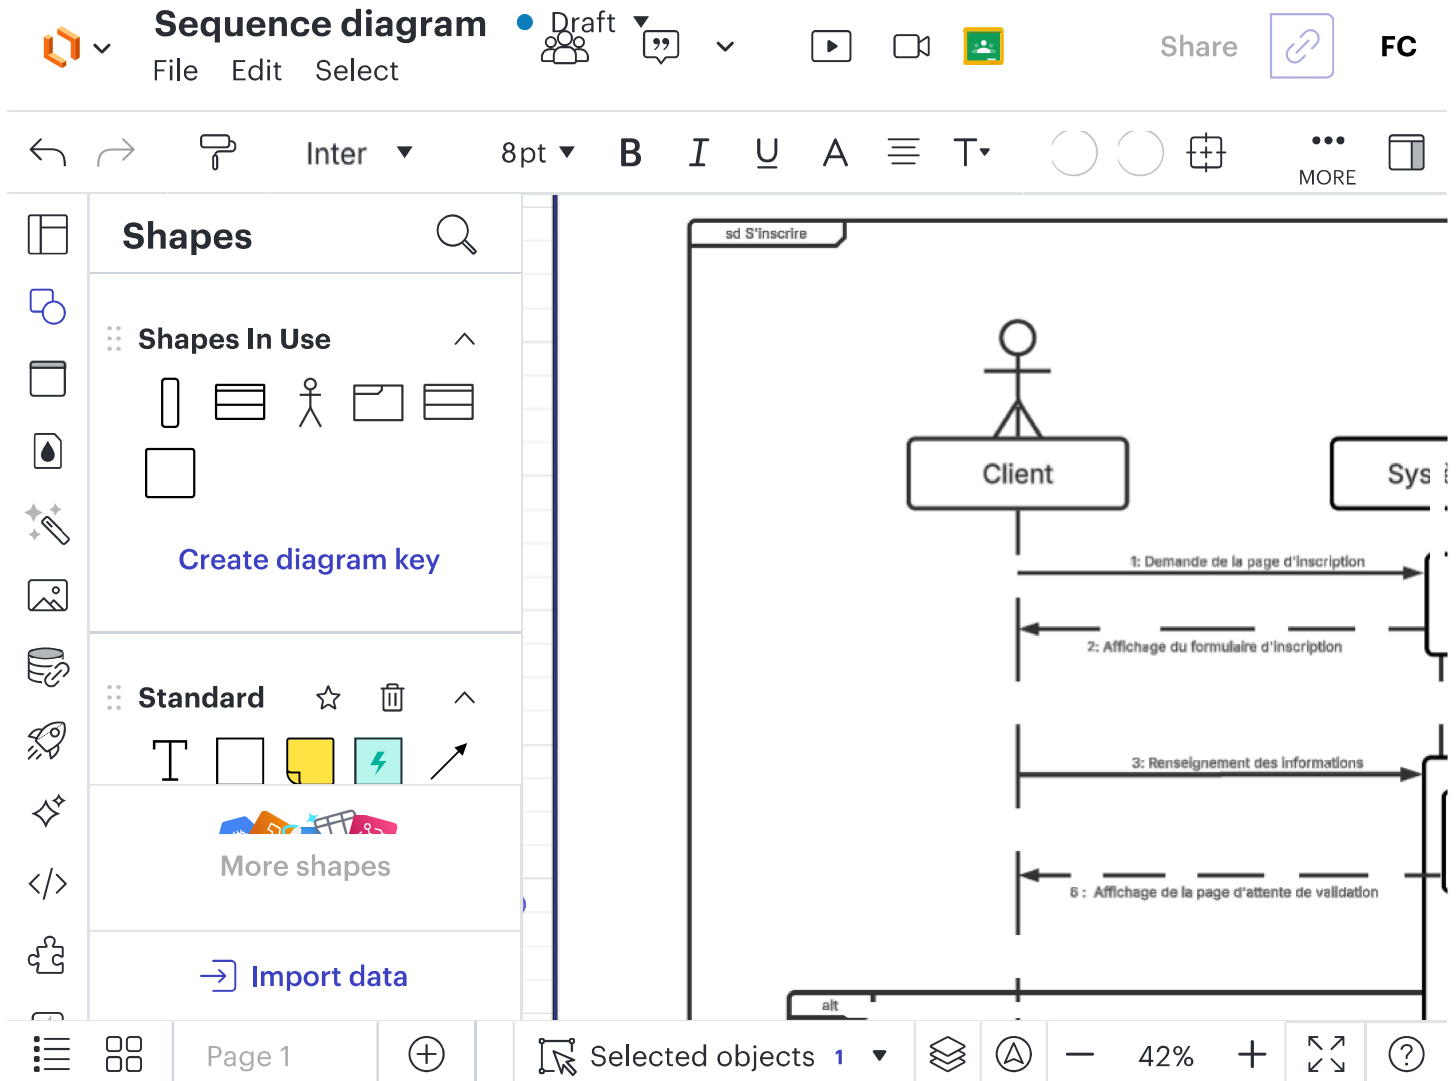 Sequence diagram
Draft
File Edit Select
Share
FC
Inter
8pt
B I U A T
MORE
Shapes
Shapes In Use
Create diagram key
Standard
T
More shapes
Import data
sd S'inscrire
Client
1: Demande de la page d'inscription
2: Affichage du formulaire d'inscription
3: Renseignement des informations
6 : Affichage de la page d'attente de validation
alt
Page 1
Selected objects 1
42%